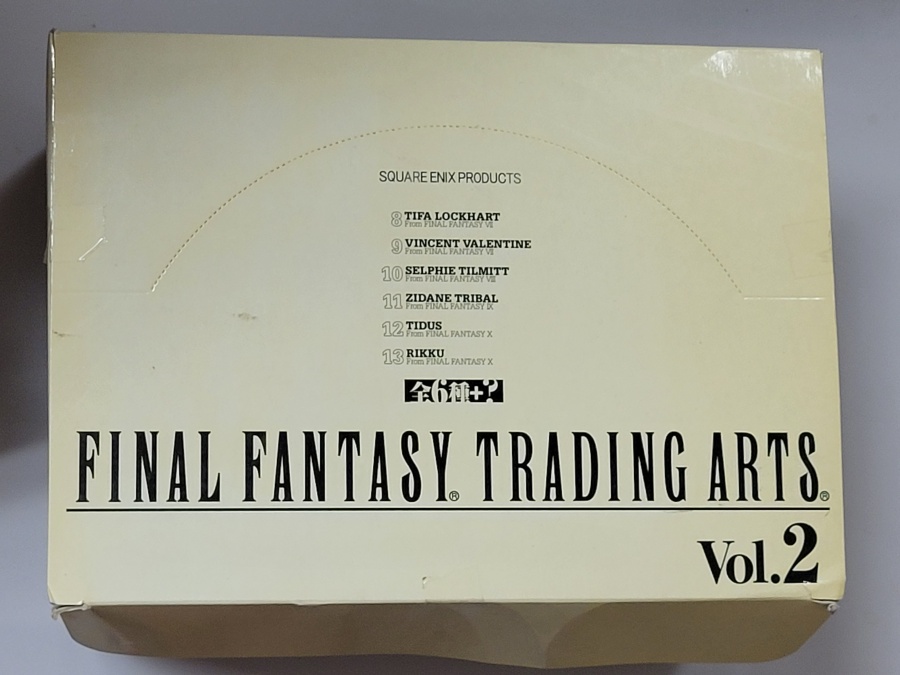 SQUARE ENIX PRODUCTS
8 TIFA LOCKHART
From FINAL FANTASY VII
9 VINCENT VALENTINE
From FINAL FANTASY VII
10 SELPHIE TILMITT
From FINAL FANTASY VIII
11 ZIDANE TRIBAL
From FINAL FANTASY IX
12 TIDUS
From FINAL FANTASY X
13 RIKKU
From FINAL FANTASY X
全6種+?
FINAL FANTASY® TRADING ARTS®
Vol.2